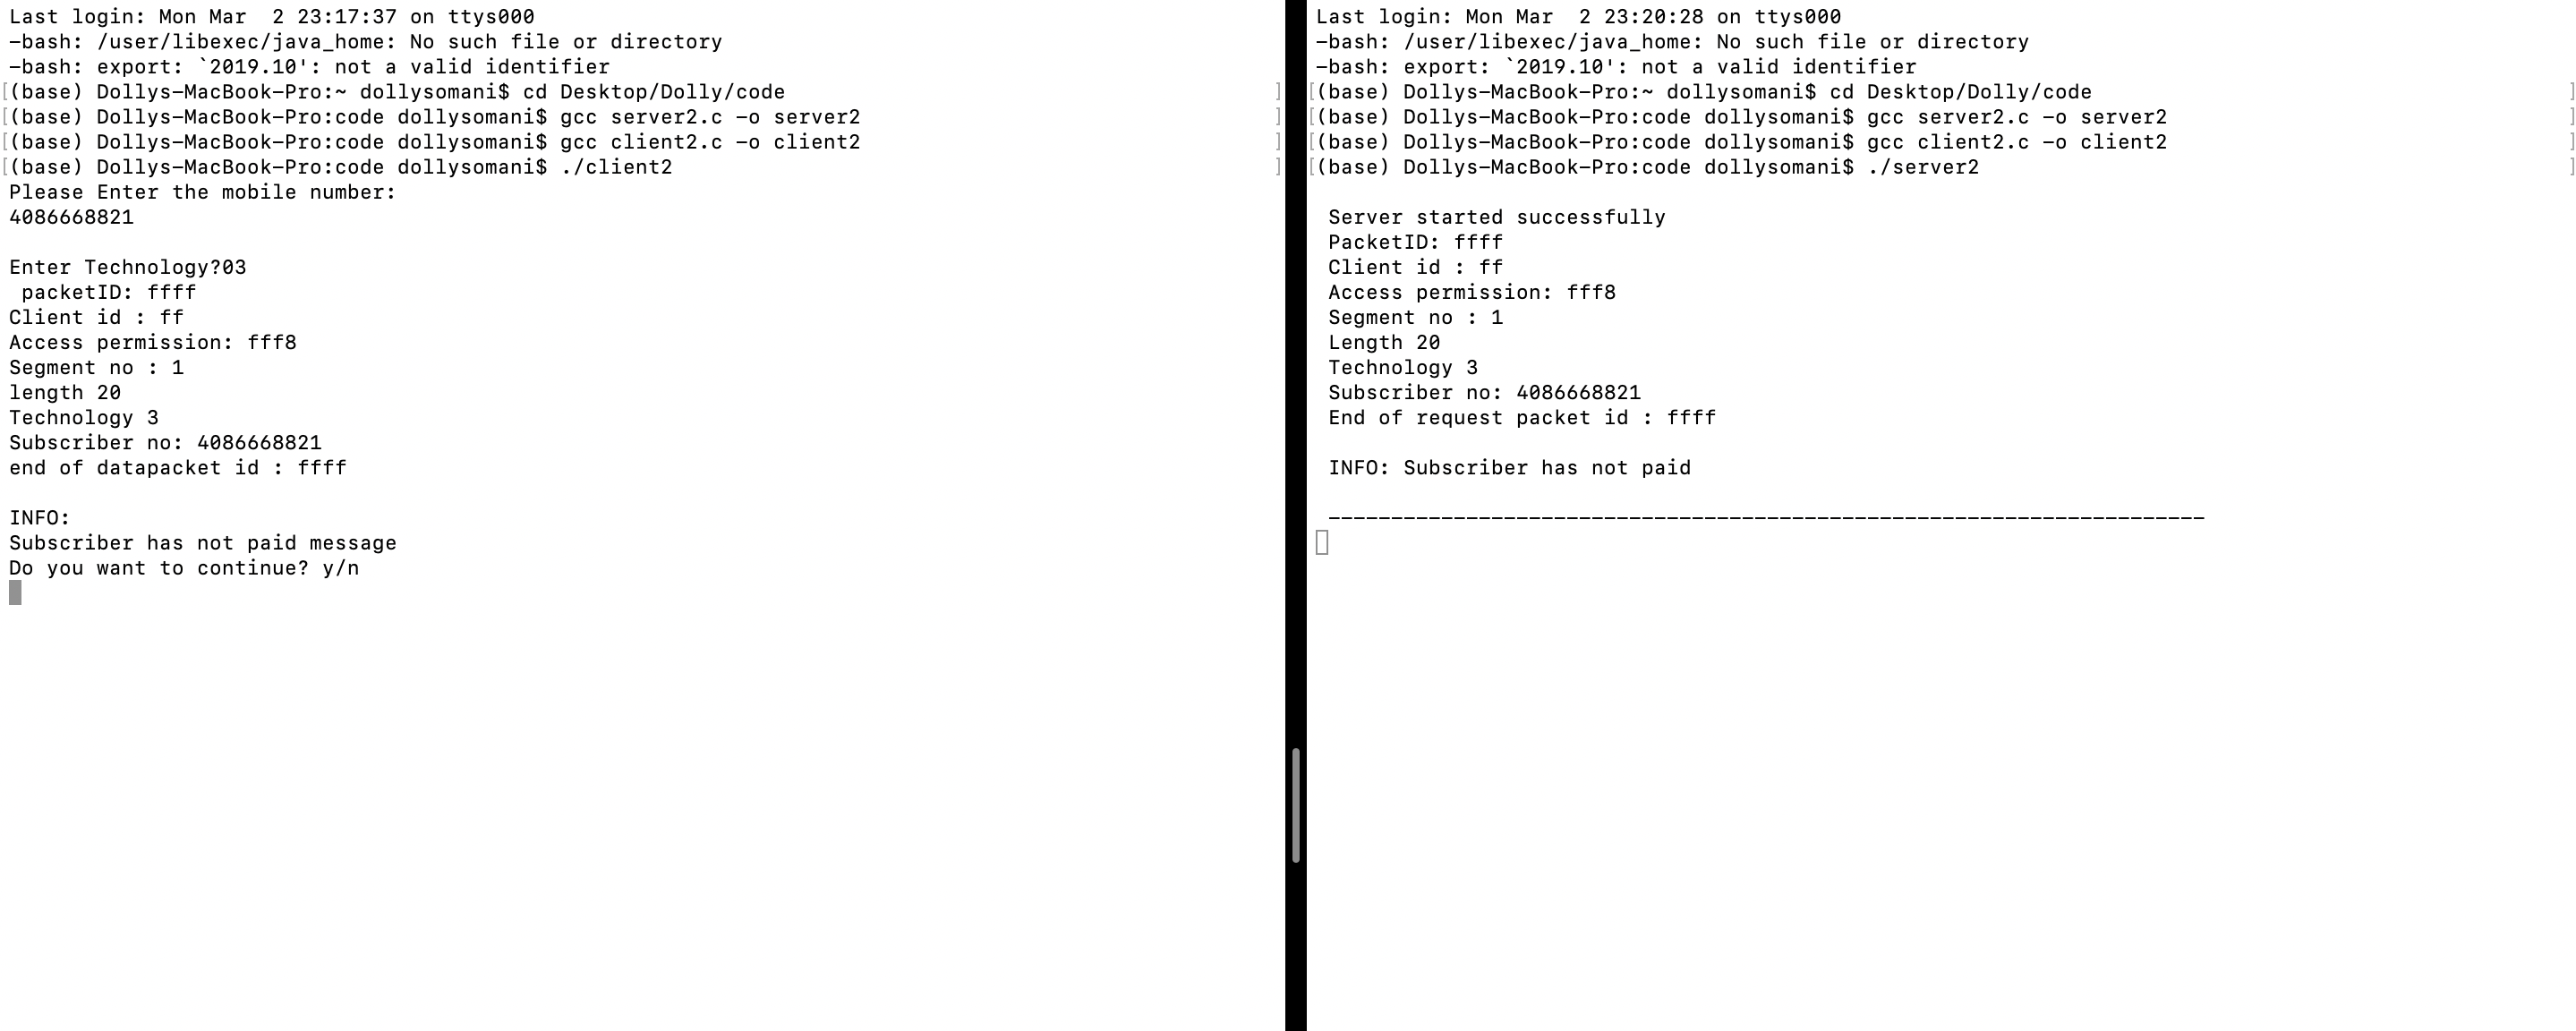 Last login: Mon Mar  2 23:17:37 on ttys000
-bash: /user/libexec/java_home: No such file or directory
-bash: export: `2019.10': not a valid identifier
[(base) Dollys-MacBook-Pro:~ dollysomani$ cd Desktop/Dolly/code ]
[(base) Dollys-MacBook-Pro:code dollysomani$ gcc server2.c -o server2 ]
[(base) Dollys-MacBook-Pro:code dollysomani$ gcc client2.c -o client2 ]
[(base) Dollys-MacBook-Pro:code dollysomani$ ./client2 ]
Please Enter the mobile number:
4086668821

Enter Technology?03
 packetID: ffff
Client id : ff
Access permission: fff8
Segment no : 1
length 20
Technology 3
Subscriber no: 4086668821
end of datapacket id : ffff

INFO:
Subscriber has not paid message
Do you want to continue? y/n
Last login: Mon Mar  2 23:20:28 on ttys000
-bash: /user/libexec/java_home: No such file or directory
-bash: export: `2019.10': not a valid identifier
[(base) Dollys-MacBook-Pro:~ dollysomani$ cd Desktop/Dolly/code ]
[(base) Dollys-MacBook-Pro:code dollysomani$ gcc server2.c -o server2 ]
[(base) Dollys-MacBook-Pro:code dollysomani$ gcc client2.c -o client2 ]
[(base) Dollys-MacBook-Pro:code dollysomani$ ./server2 ]

 Server started successfully
 PacketID: ffff
 Client id : ff
 Access permission: fff8
 Segment no : 1
 Length 20
 Technology 3
 Subscriber no: 4086668821
 End of request packet id : ffff

 INFO: Subscriber has not paid

 ----------------------------------------------------------------------